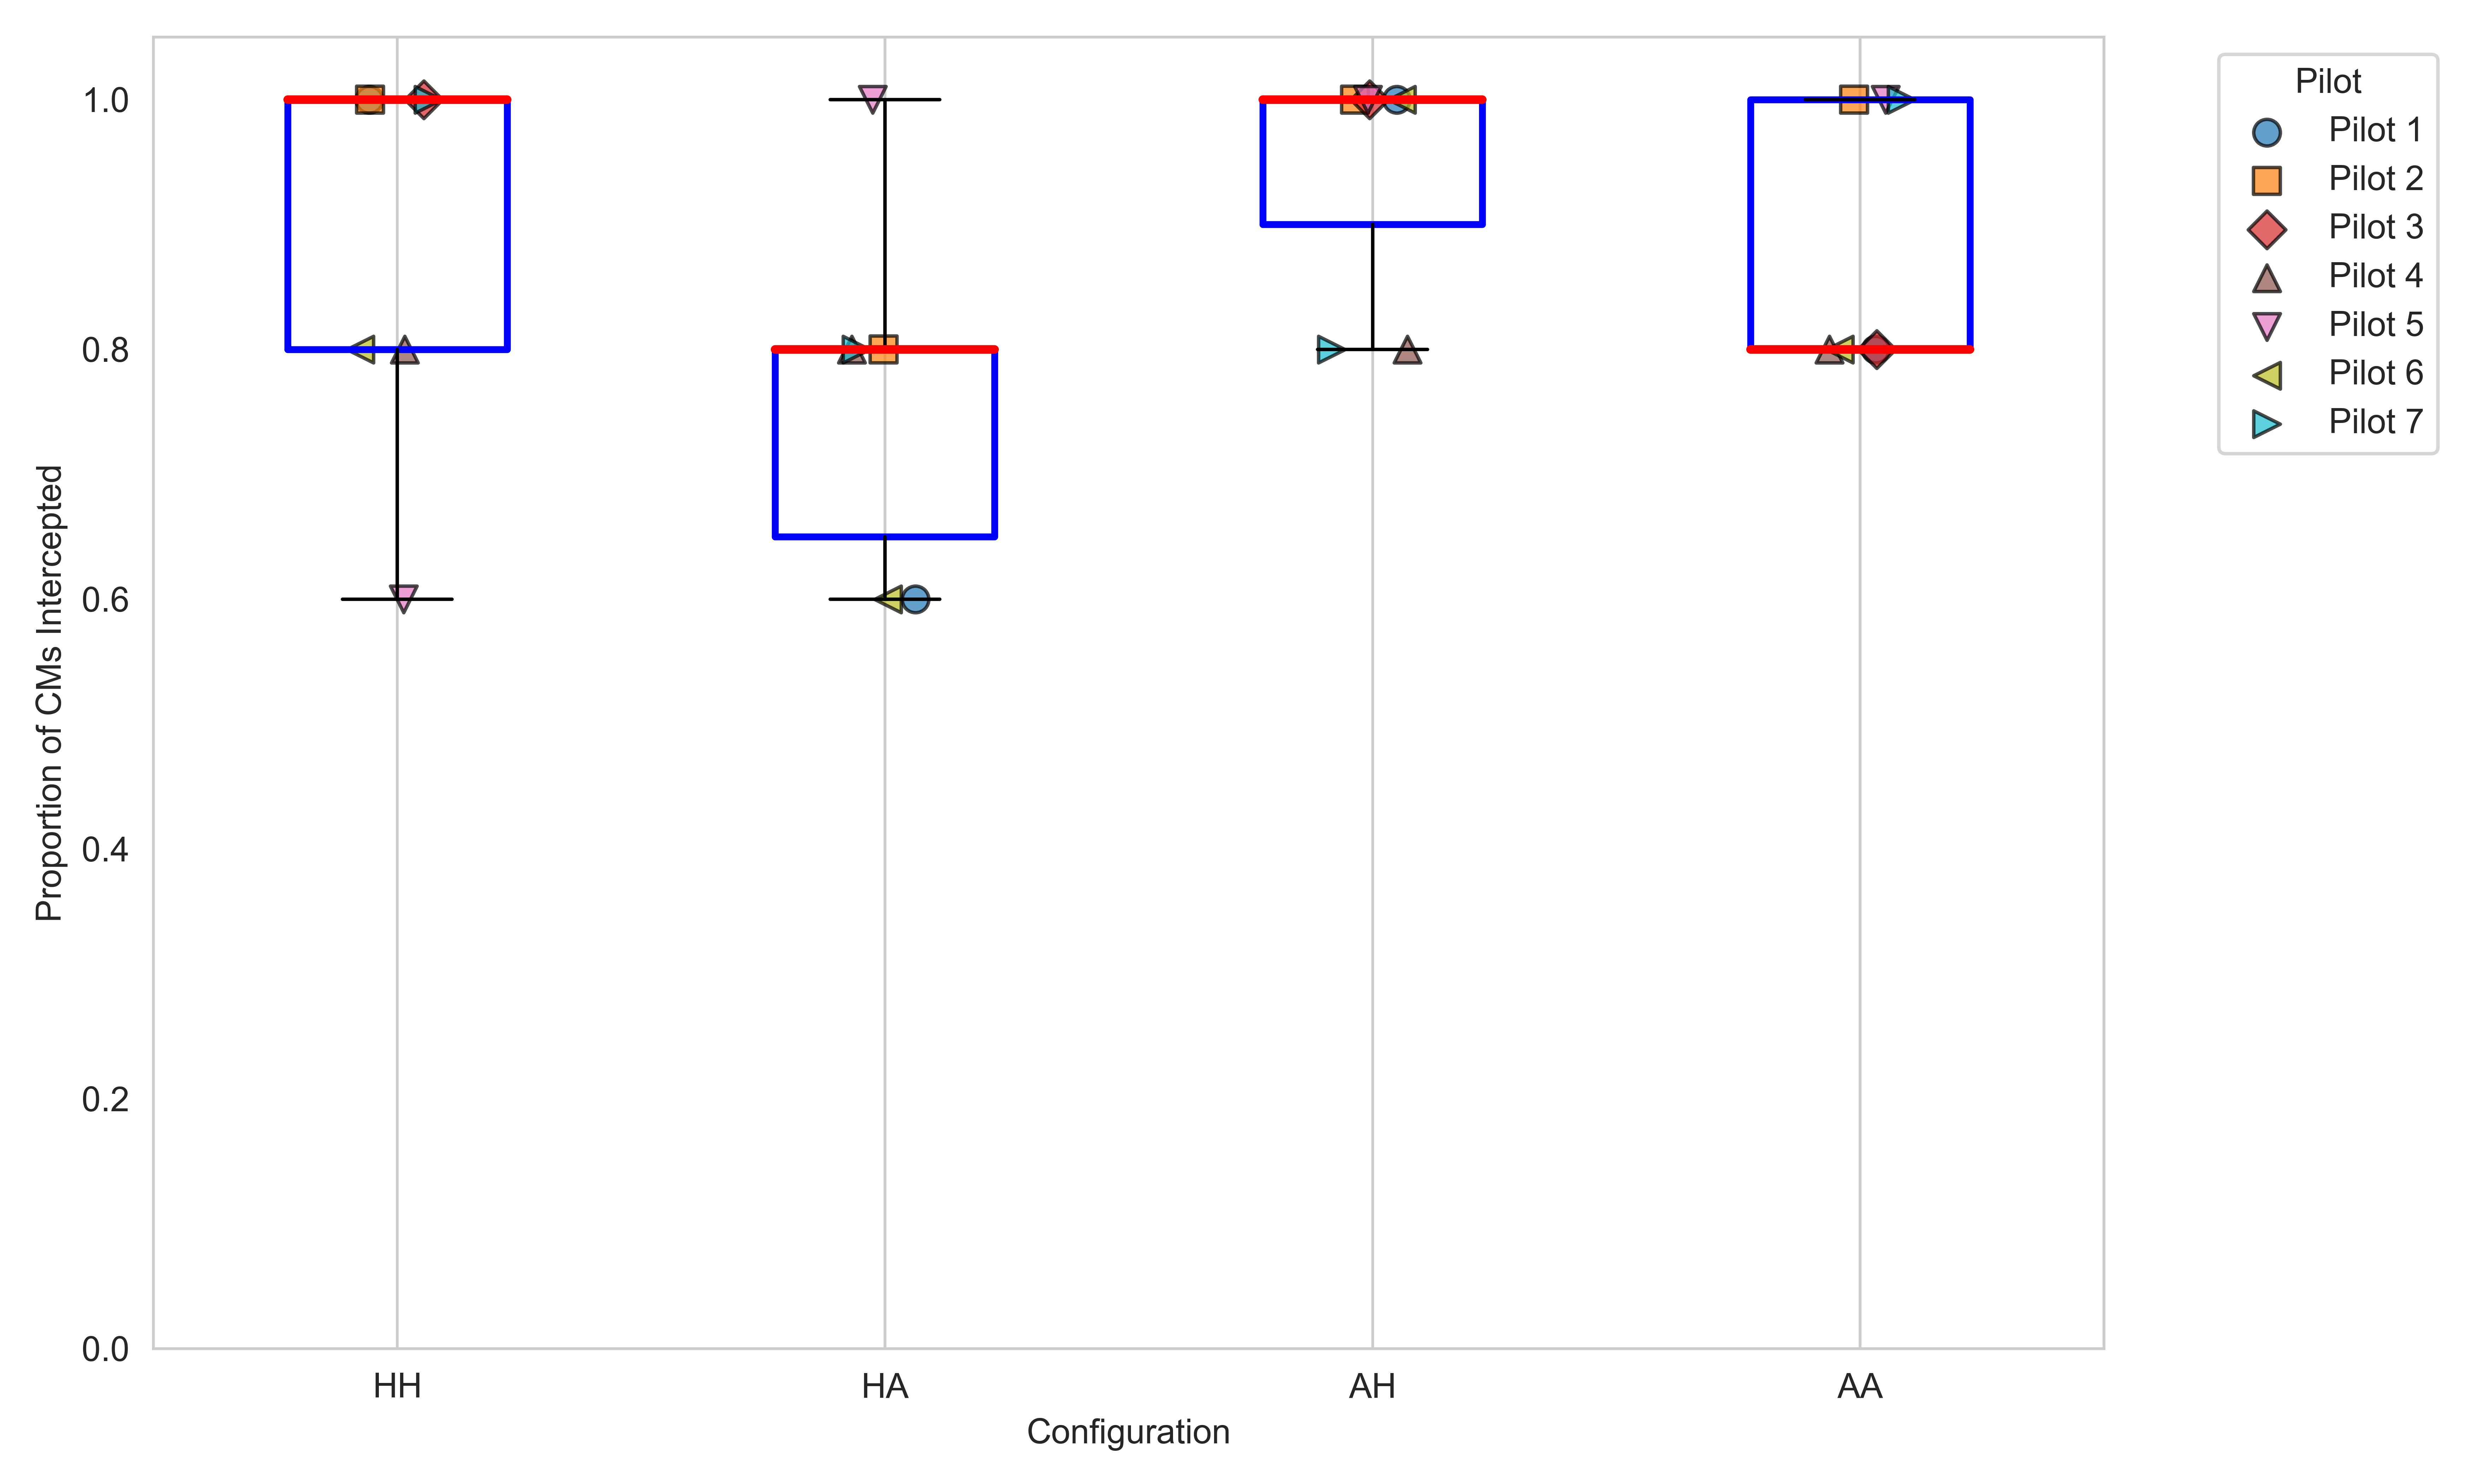 Proportion of CMs Intercepted
1.0
0.8
0.6
0.4
0.2
0.0
HH HA AH AA
Configuration
Pilot
Pilot 1
Pilot 2
Pilot 3
Pilot 4
Pilot 5
Pilot 6
Pilot 7